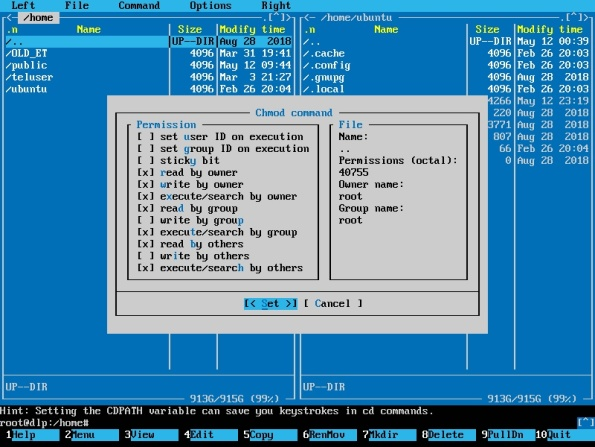 Left File Command Options Right
/home .[^]> <- /home/ubuntu .[^]>
.n Name Size Modify time .n Name Size Modify time
/.. UP--DIR Aug 28 2018 /.. UP--DIR May 12 00:39
/OLD_ET 4096 Mar 31 19:41 /.cache 4096 Feb 26 20:04
/public 4096 May 12 09:44 /.config 4096 Feb 26 20:04
/teluser 4096 Mar 3 21:27 /.gnupg 4096 Aug 28 2018
/ubuntu 4096 Feb 26 20:04 /.local 4096 Feb 26 20:04
4266 May 12 23:19
Chmod command
220 Aug 28 2018
Permission File
3771 Aug 28 2018
[ ] set user ID on execution Name:
807 Aug 28 2018
[ ] set group ID on execution ..
66 Feb 26 20:04
[ ] sticky bit Permissions (octal):
0 Aug 28 2018
[x] read by owner 40755
[x] write by owner Owner name:
[x] execute/search by owner root
[x] read by group Group name:
[ ] write by group root
[x] execute/search by group
[x] read by others
[ ] write by others
[x] execute/search by others
[< Set >] [ Cancel ]
UP--DIR UP--DIR
913G/915G (99%) 913G/915G (99%)
Hint: Setting the CDPATH variable can save you keystrokes in cd commands.
root@dlp:/home# [^]
1Help 2Menu 3View 4Edit 5Copy 6RenMov 7Mkdir 8Delete 9PullDn 10Quit